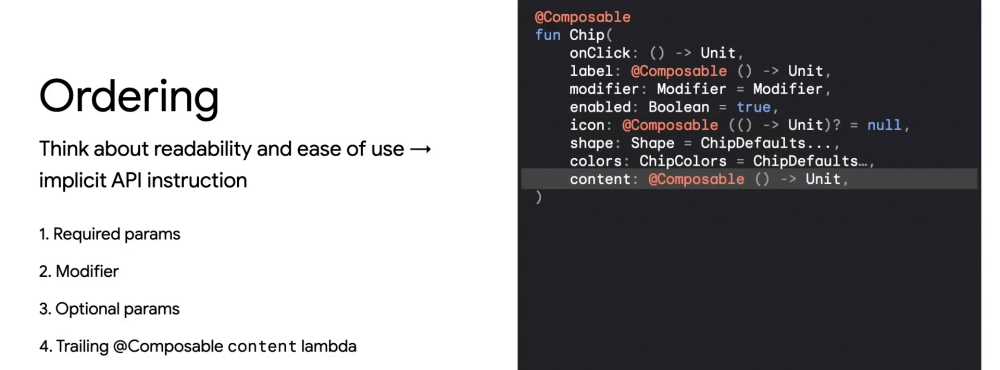 Ordering
Think about readability and ease of use →
implicit API instruction
1. Required params
2. Modifier
3. Optional params
4. Trailing @Composable content lambda
@Composable
fun Chip(
    onClick: () -> Unit,
    label: @Composable () -> Unit,
    modifier: Modifier = Modifier,
    enabled: Boolean = true,
    icon: @Composable (() -> Unit)? = null,
    shape: Shape = ChipDefaults...,
    colors: ChipColors = ChipDefaults…,
    content: @Composable () -> Unit,
)